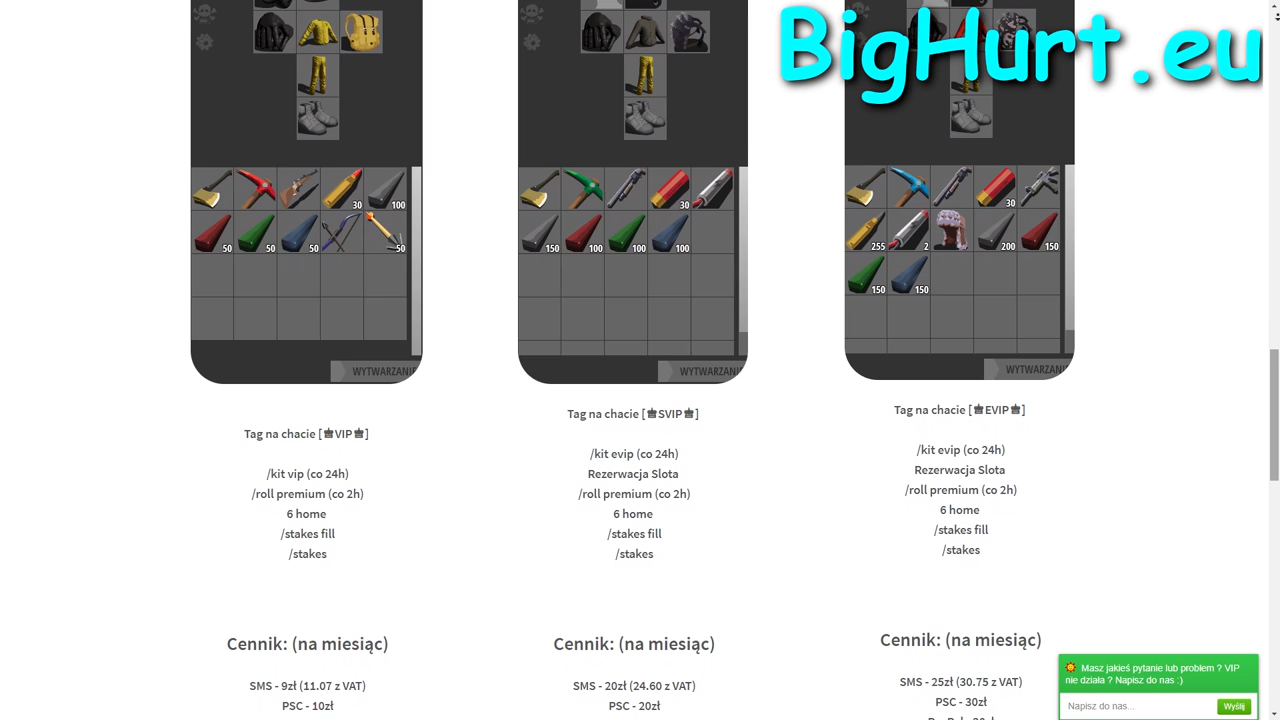 BigHurt.eu
30
100
50
50
50
50
WYTWARZANIE
Tag na chacie [♚VIP♚]
/kit vip (co 24h)
/roll premium (co 2h)
6 home
/stakes fill
/stakes
Cennik: (na miesiąc)
SMS - 9zł (11.07 z VAT)
PSC - 10zł
30
150
100
100
100
WYTWARZANI
Tag na chacie [♚SVIP♚]
/kit evip (co 24h)
Rezerwacja Slota
/roll premium (co 2h)
6 home
/stakes fill
/stakes
Cennik: (na miesiąc)
SMS - 20zł (24.60 z VAT)
PSC - 20zł
30
255
2
200
150
150
150
WYTWARZANI
Tag na chacie [♚EVIP♚]
/kit evip (co 24h)
Rezerwacja Slota
/roll premium (co 2h)
6 home
/stakes fill
/stakes
Cennik: (na miesiąc)
SMS - 25zł (30.75 z VAT)
PSC - 30zł
Masz jakieś pytanie lub problem ? VIP
nie działa ? Napisz do nas :)
Napisz do nas...
Wyślij